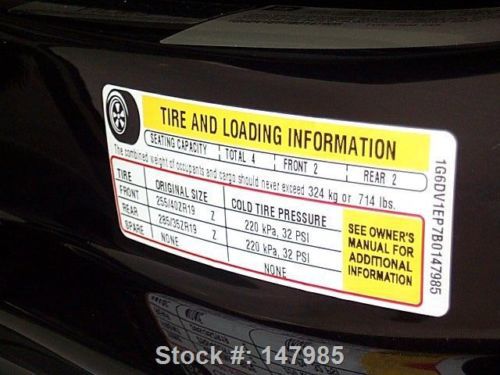 TIRE AND LOADING INFORMATION
SEATING CAPACITY TOTAL 4 FRONT 2 REAR 2
The combined weight of occupants and cargo should never exceed 324 kg or 714 lbs.
TIRE ORIGINAL SIZE COLD TIRE PRESSURE
FRONT 255/40ZR19 Z 220 kPa, 32 PSI
REAR 285/35ZR19 Z 220 kPa, 32 PSI
SPARE NONE NONE
SEE OWNER'S
MANUAL FOR
ADDITIONAL
INFORMATION
1G6DV1EP7B0147985
Stock #: 147985